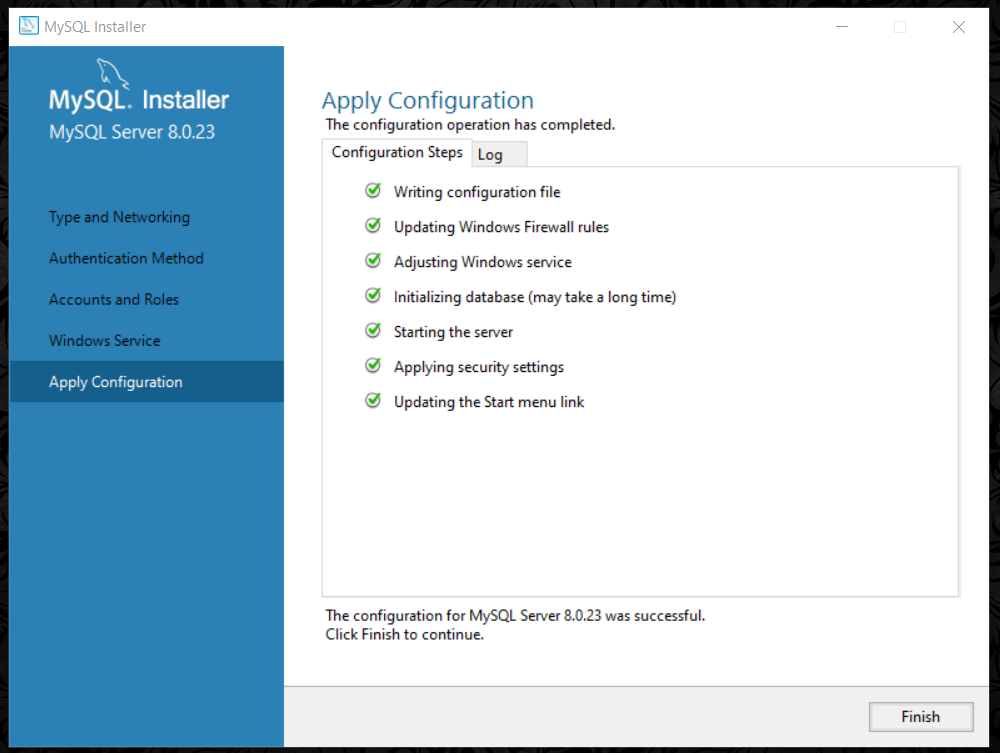 MySQL Installer
MySQL. Installer
MySQL Server 8.0.23
Type and Networking
Authentication Method
Accounts and Roles
Windows Service
Apply Configuration
Apply Configuration
The configuration operation has completed.
Configuration Steps
Log
Writing configuration file
Updating Windows Firewall rules
Adjusting Windows service
Initializing database (may take a long time)
Starting the server
Applying security settings
Updating the Start menu link
The configuration for MySQL Server 8.0.23 was successful.
Click Finish to continue.
Finish